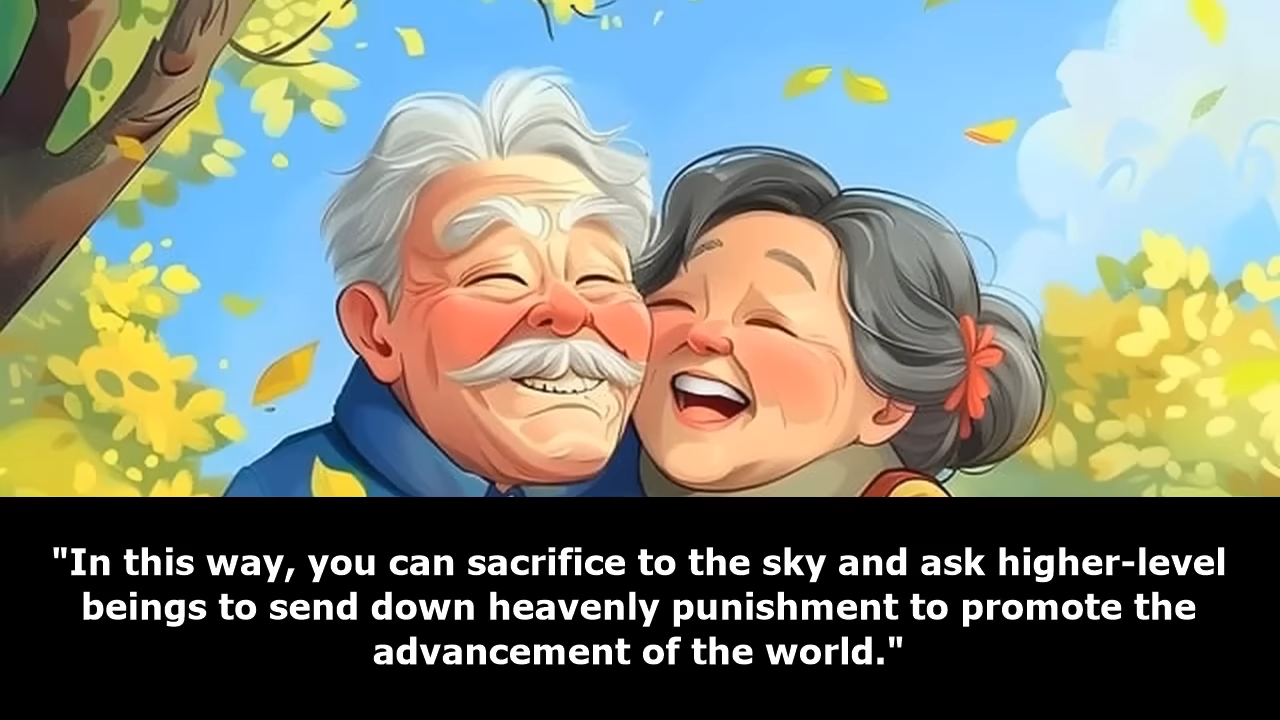 "In this way, you can sacrifice to the sky and ask higher-level
beings to send down heavenly punishment to promote the
advancement of the world."